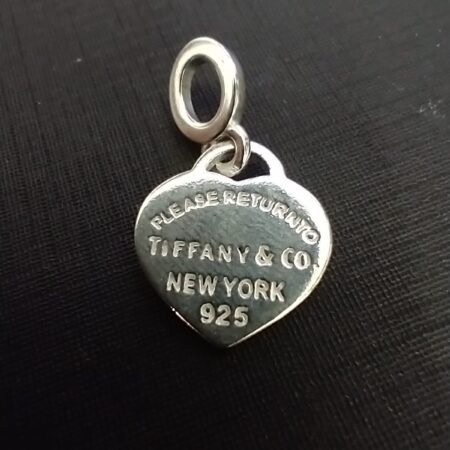 PLEASE RETURN TO
TIFFANY & CO.
NEW YORK
925